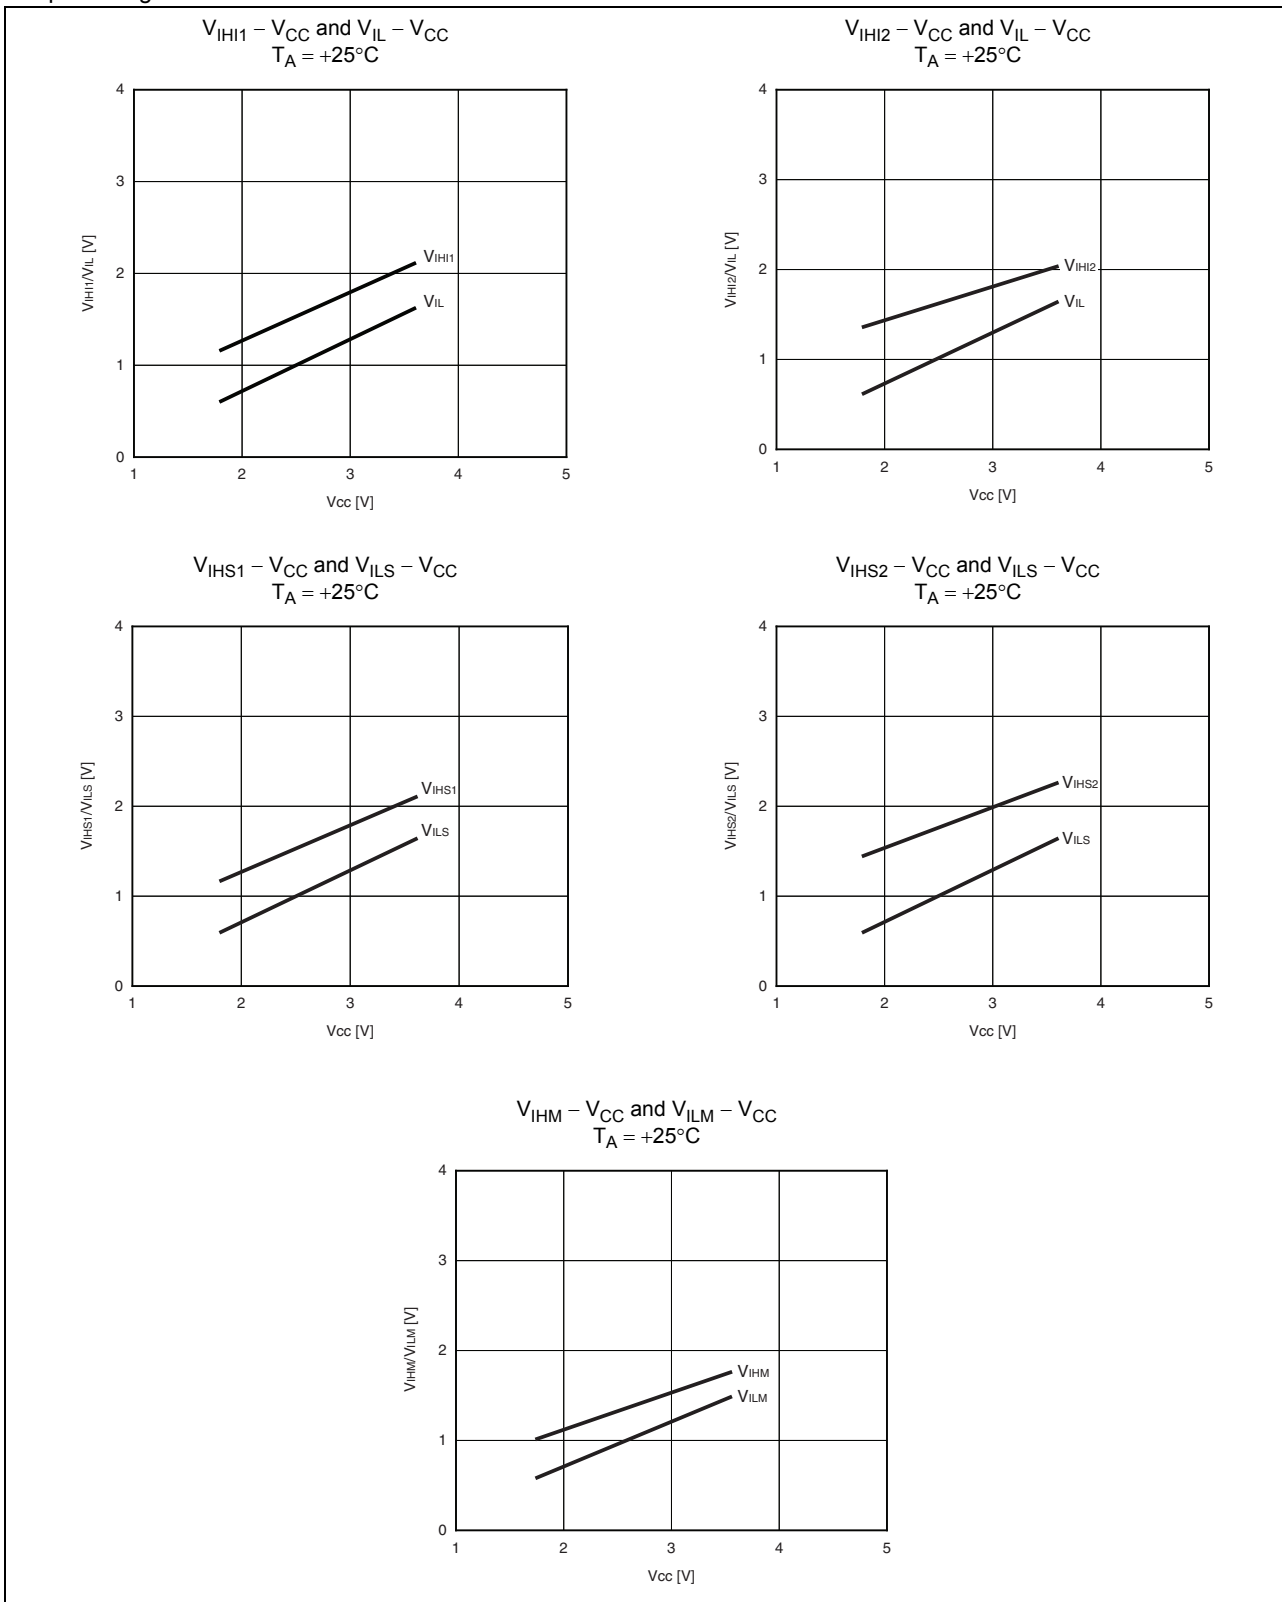 VIHI1 − VCC and VIL − VCC
TA = +25°C
4
3
2
1
0
1 2 3 4 5
VIHI1/VIL [V]
VIHI1
VIL
Vcc [V]
VIHI2 − VCC and VIL − VCC
TA = +25°C
4
3
2
1
0
1 2 3 4 5
VIHI2/VIL [V]
VIHI2
VIL
Vcc [V]
VIHS1 − VCC and VILS − VCC
TA = +25°C
4
3
2
1
0
1 2 3 4 5
VIHS1/VILS [V]
VIHS1
VILS
Vcc [V]
VIHS2 − VCC and VILS − VCC
TA = +25°C
4
3
2
1
0
1 2 3 4 5
VIHS2/VILS [V]
VIHS2
VILS
Vcc [V]
VIHM − VCC and VILM − VCC
TA = +25°C
4
3
2
1
0
1 2 3 4 5
VIHM/VILM [V]
VIHM
VILM
Vcc [V]